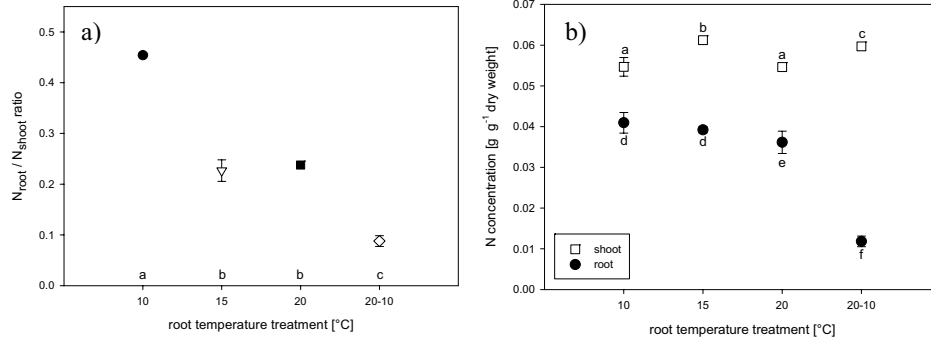 a)
0.5
0.4
0.3
0.2
0.1
0.0
N_root / N_shoot ratio
a b b c
10 15 20 20-10
root temperature treatment [°C]
b)
0.07
0.06
0.05
0.04
0.03
0.02
0.01
0.00
N concentration [g g⁻¹ dry weight]
a b a c
d d e f
shoot
root
10 15 20 20-10
root temperature treatment [°C]